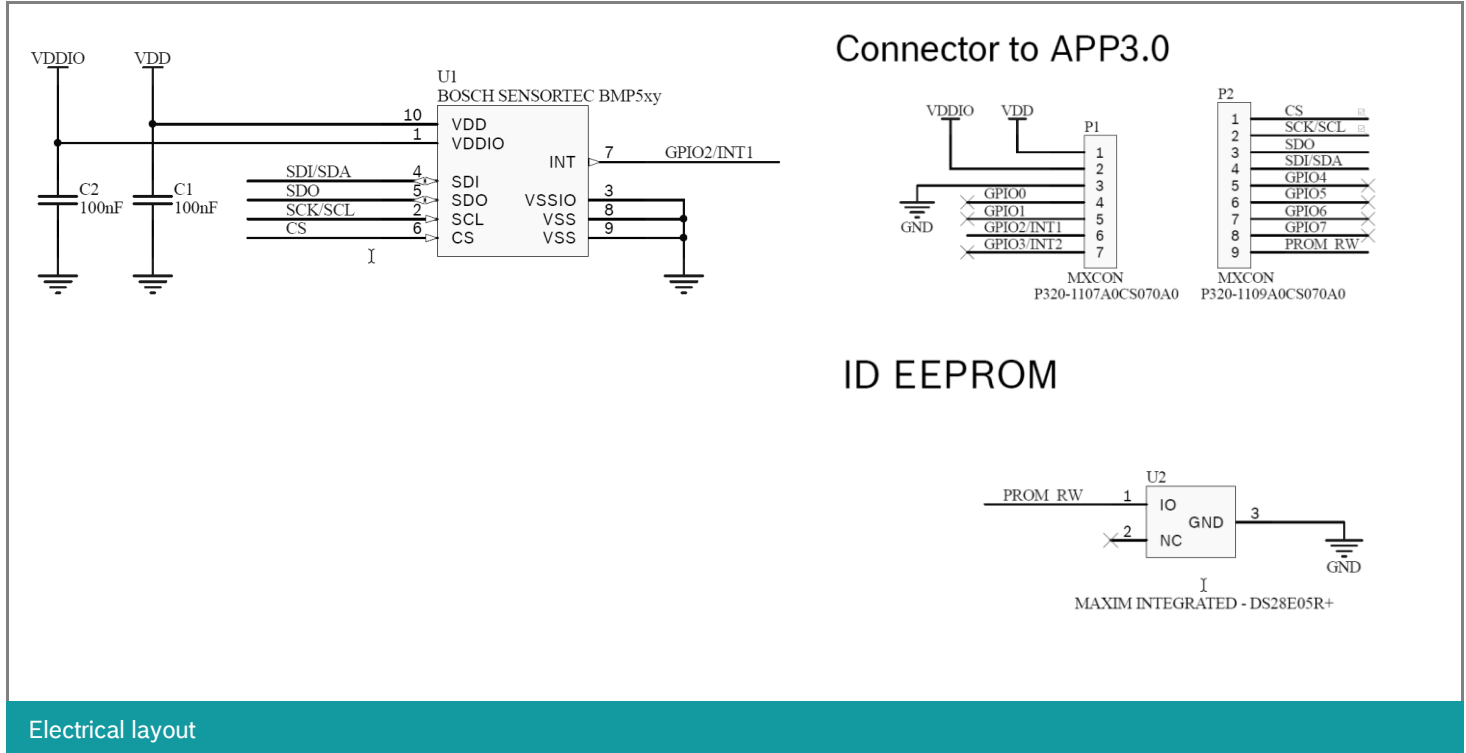 Connector to APP3.0
VDDIO
VDD
U1
BOSCH SENSORTEC BMP5xy
10
VDD
1
VDDIO
INT
7
GPIO2/INT1
SDI/SDA
4
SDI
SDO
5
SDO
VSSIO
3
SCK/SCL
2
SCL
VSS
8
CS
6
CS
VSS
9
C2
100nF
C1
100nF
VDDIO
VDD
P1
1
2
3
GND
GPIO0
4
GPIO1
5
GPIO2/INT1
6
GPIO3/INT2
7
MXCON
P320-1107A0CS070A0
P2
1
CS
2
SCK/SCL
3
SDO
4
SDI/SDA
5
GPIO4
6
GPIO5
7
GPIO6
8
GPIO7
9
PROM RW
MXCON
P320-1109A0CS070A0
ID EEPROM
U2
PROM RW
1
IO
GND
3
2
NC
GND
MAXIM INTEGRATED - DS28E05R+
Electrical layout